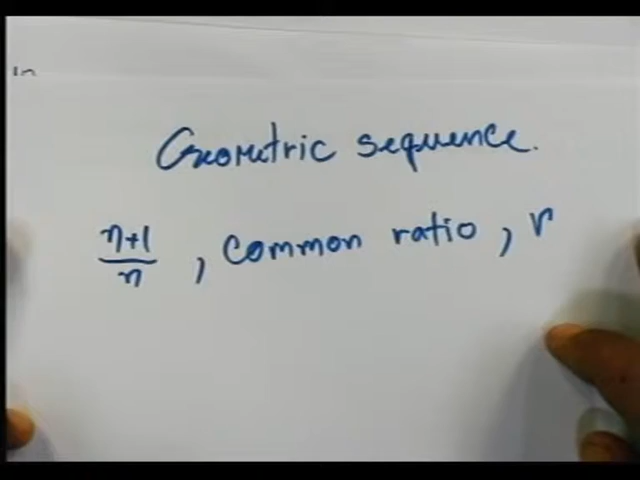 Geometric sequence.
n+1/n, common ratio, r